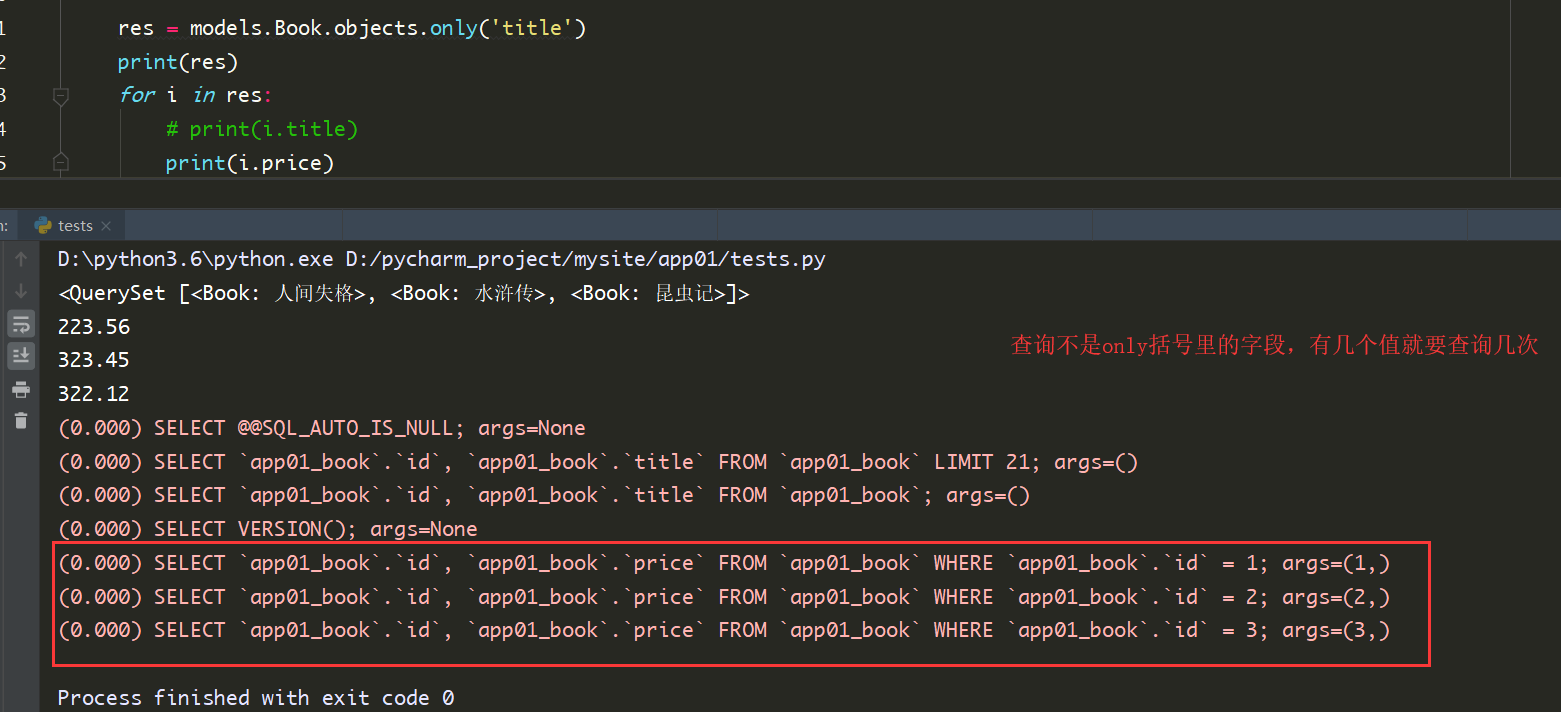 1 res = models.Book.objects.only('title')
2 print(res)
3 for i in res:
4 # print(i.title)
5 print(i.price)
n: tests
D:\python3.6\python.exe D:/pycharm_project/mysite/app01/tests.py
<QuerySet [<Book: 人间失格>, <Book: 水浒传>, <Book: 昆虫记>]>
223.56
查询不是only括号里的字段，有几个值就要查询几次
323.45
322.12
(0.000) SELECT @@SQL_AUTO_IS_NULL; args=None
(0.000) SELECT `app01_book`.`id`, `app01_book`.`title` FROM `app01_book` LIMIT 21; args=()
(0.000) SELECT `app01_book`.`id`, `app01_book`.`title` FROM `app01_book`; args=()
(0.000) SELECT VERSION(); args=None
(0.000) SELECT `app01_book`.`id`, `app01_book`.`price` FROM `app01_book` WHERE `app01_book`.`id` = 1; args=(1,)
(0.000) SELECT `app01_book`.`id`, `app01_book`.`price` FROM `app01_book` WHERE `app01_book`.`id` = 2; args=(2,)
(0.000) SELECT `app01_book`.`id`, `app01_book`.`price` FROM `app01_book` WHERE `app01_book`.`id` = 3; args=(3,)
Process finished with exit code 0